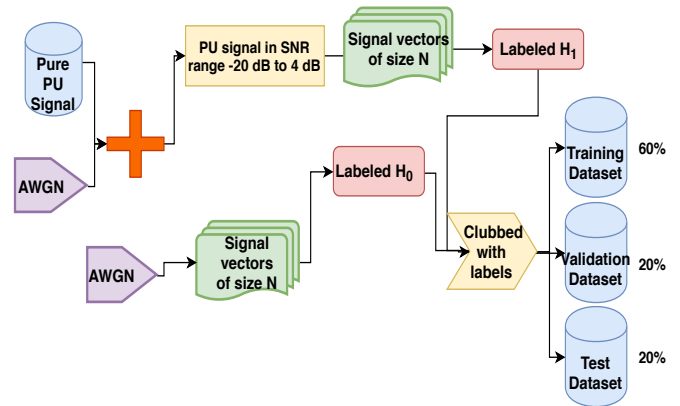 Pure
PU
Signal
AWGN
PU signal in SNR
range -20 dB to 4 dB
Signal vectors
of size N
Labeled H₁
AWGN
Signal
vectors
of size N
Labeled H₀
Clubbed
with
labels
Training
Dataset
60%
Validation
Dataset
20%
Test
Dataset
20%